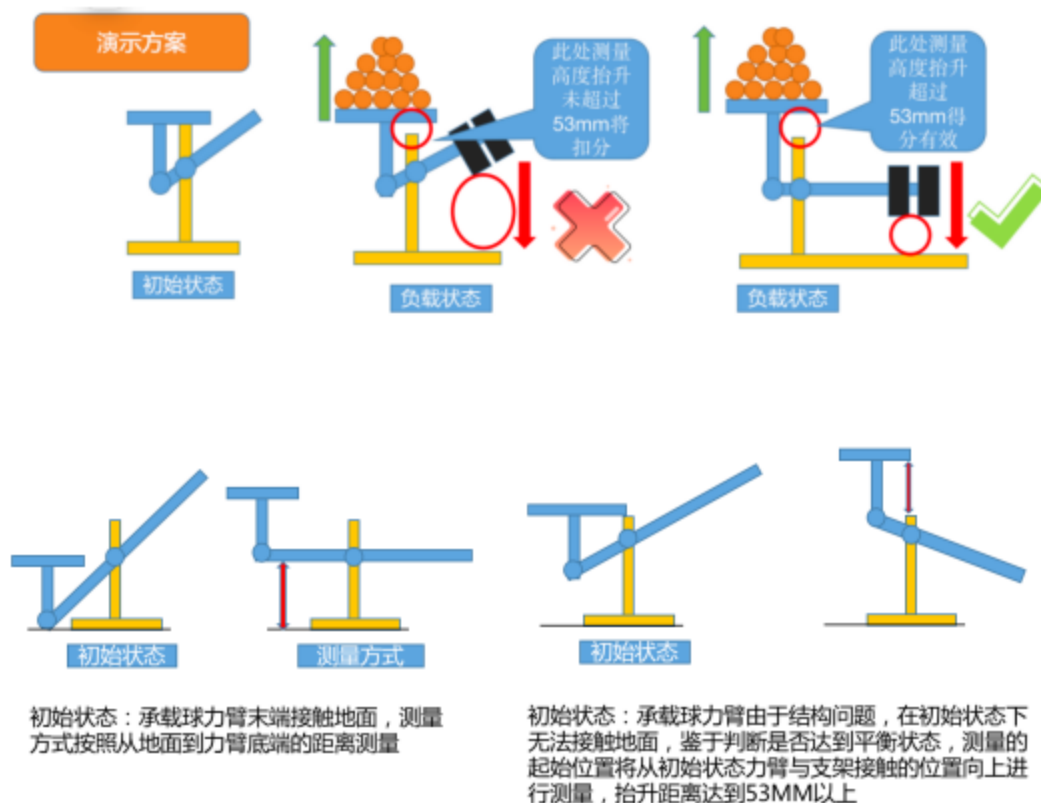 演示方案
此处测量
高度抬升
未超过
53mm将
扣分
此处测量
高度抬升
超过
53mm得
分有效
初始状态
负载状态
负载状态
初始状态
测量方式
初始状态
初始状态：承载球力臂末端接触地面，测量
方式按照从地面到力臂底端的距离测量
初始状态：承载球力臂由于结构问题，在初始状态下
无法接触地面，鉴于判断是否达到平衡状态，测量的
起始位置将从初始状态力臂与支架接触的位置向上进
行测量，抬升距离达到53MM以上